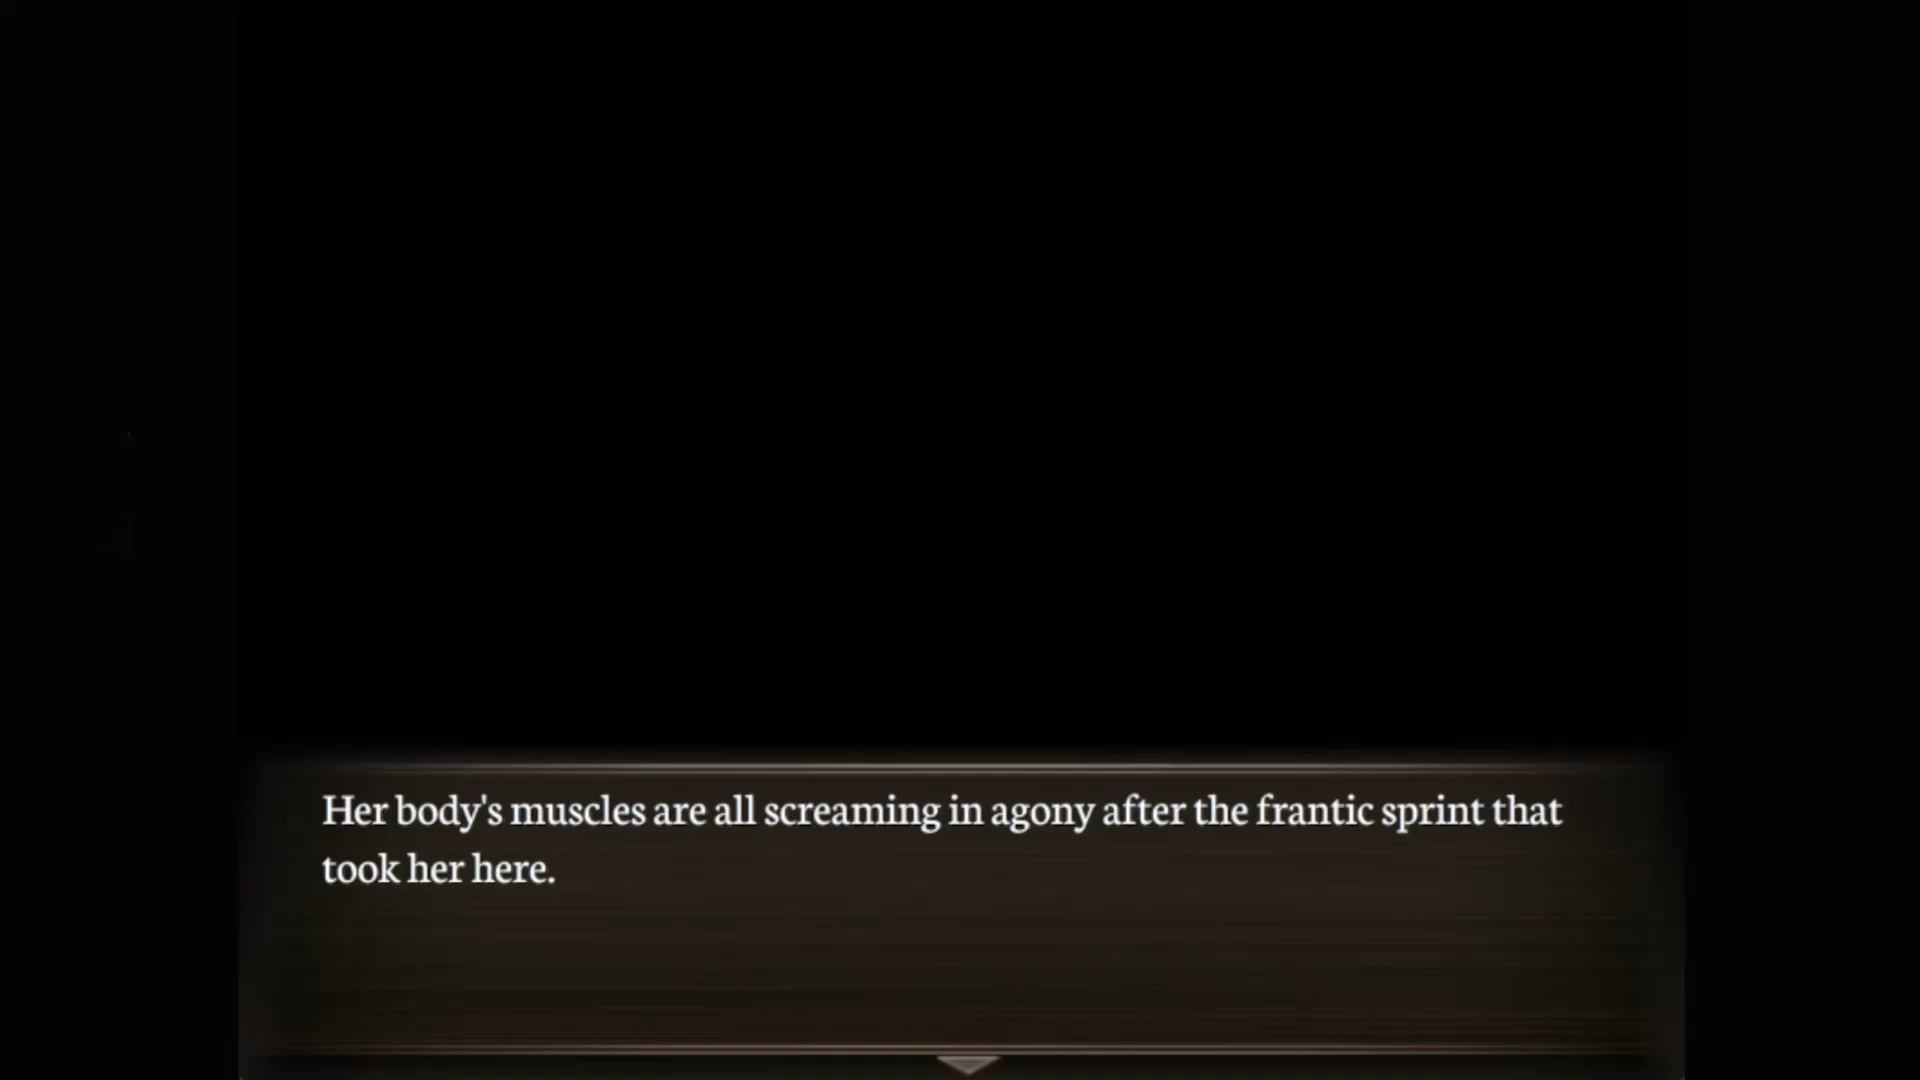 Her body's muscles are all screaming in agony after the frantic sprint that
took her here.